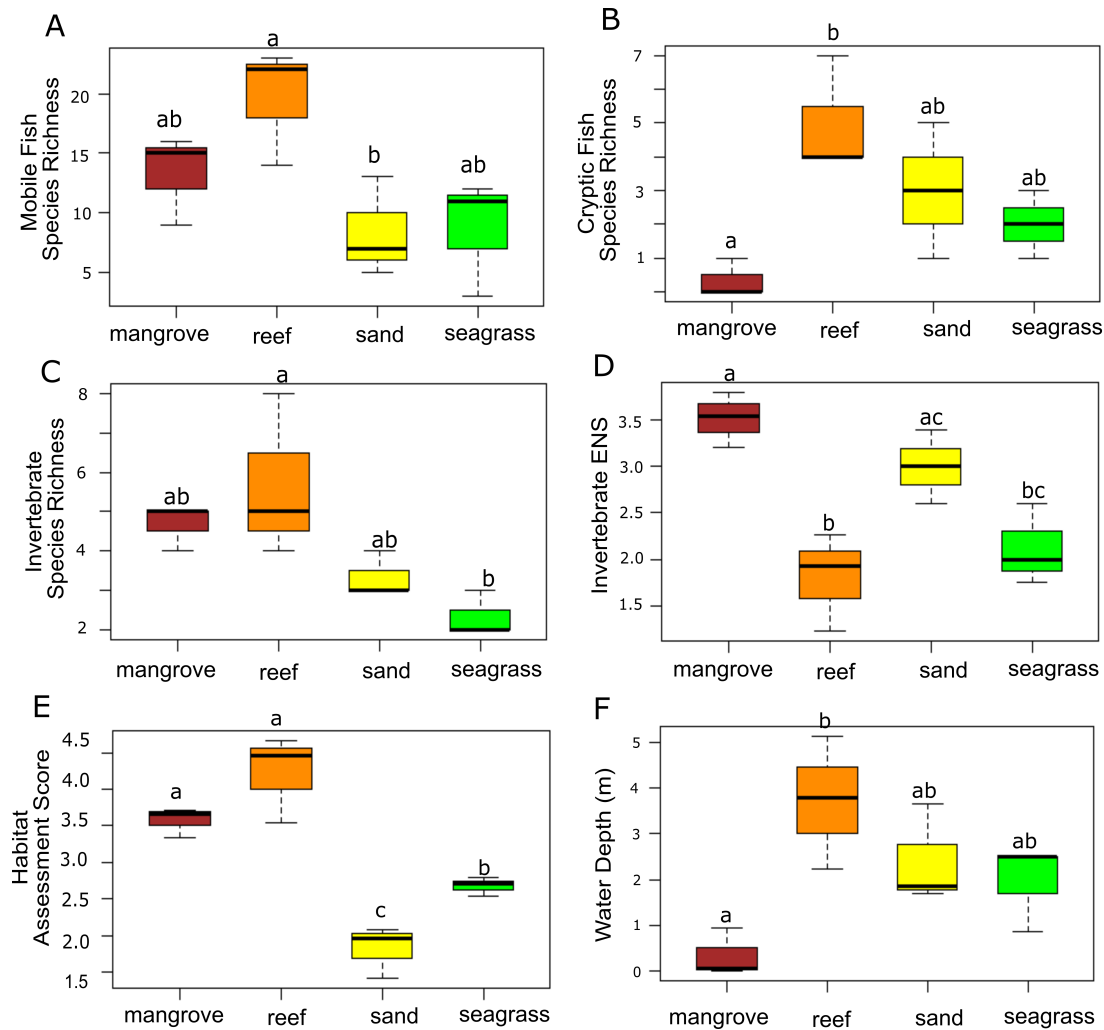 A
Mobile Fish
Species Richness
20
15
10
5
ab
a
b
ab
mangrove
reef
sand
seagrass
B
Cryptic Fish
Species Richness
7
5
3
1
a
b
ab
ab
mangrove
reef
sand
seagrass
C
Invertebrate
Species Richness
8
6
4
2
ab
a
ab
b
mangrove
reef
sand
seagrass
D
Invertebrate ENS
3.5
3.0
2.5
2.0
1.5
a
b
ac
bc
mangrove
reef
sand
seagrass
E
Habitat
Assessment Score
4.5
4.0
3.5
3.0
2.5
2.0
1.5
a
a
c
b
mangrove
reef
sand
seagrass
F
Water Depth (m)
5
4
3
2
1
0
a
b
ab
ab
mangrove
reef
sand
seagrass